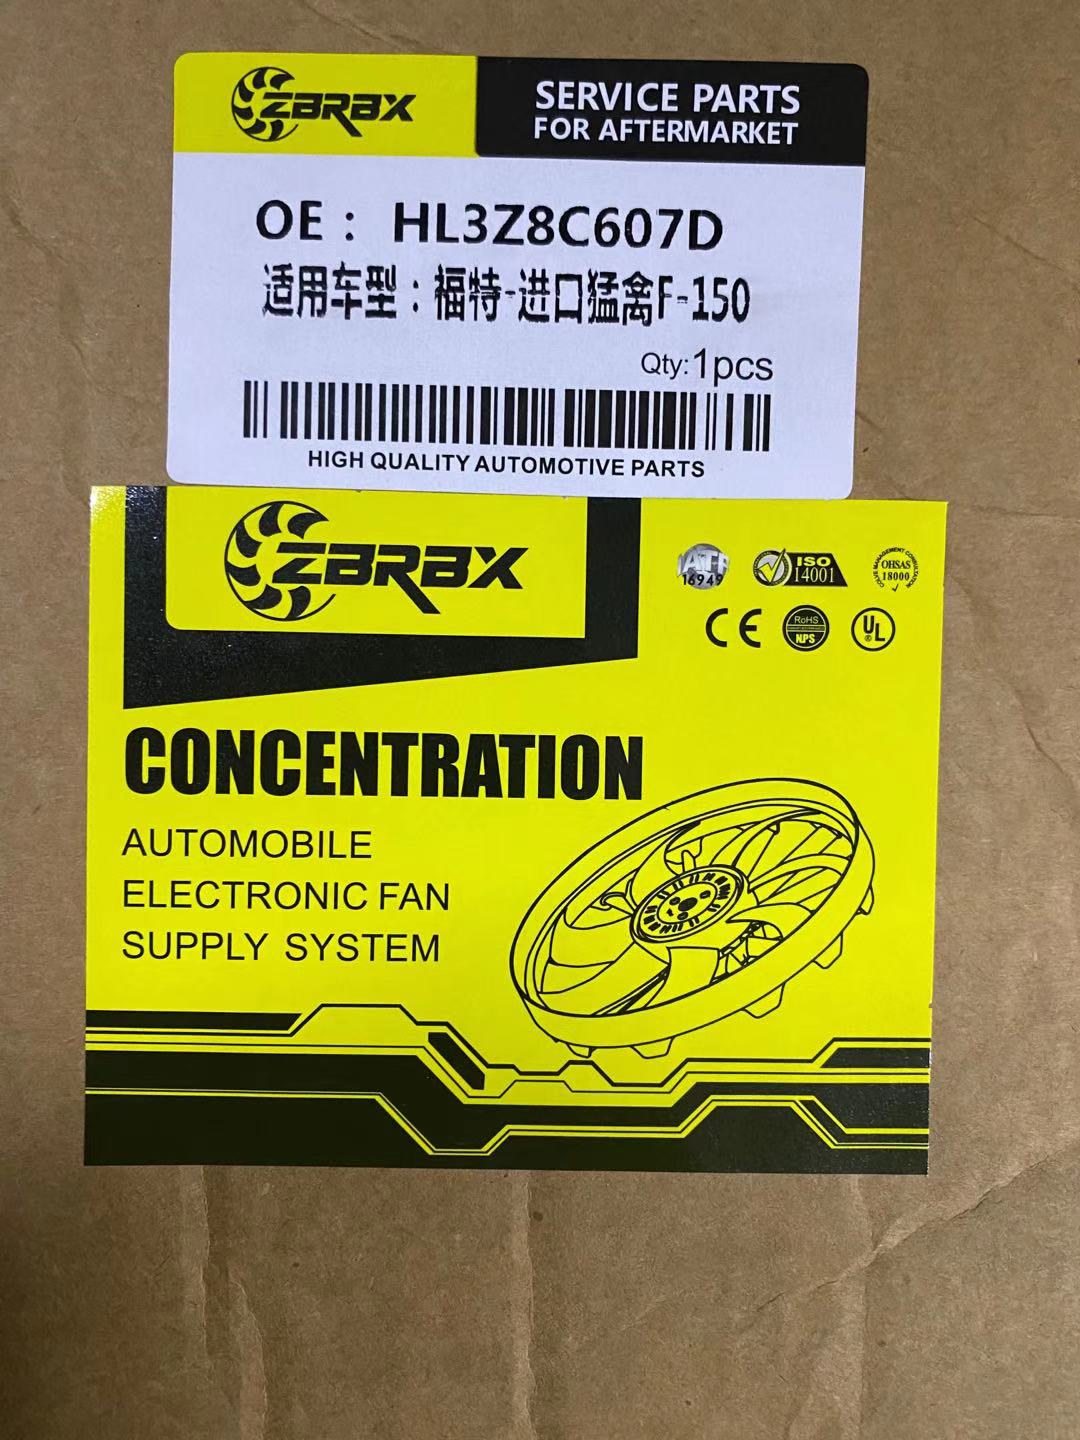 ZBRBX
SERVICE PARTS
FOR AFTERMARKET
OE： HL3Z8C607D
适用车型：福特-进口猛禽F-150
Qty:1pcs
HIGH QUALITY AUTOMOTIVE PARTS
ZBRBX
IATF
16949
ISO
14001
OHSAS
18000
CE
RoHS
NPS
UL
CONCENTRATION
AUTOMOBILE
ELECTRONIC FAN
SUPPLY SYSTEM